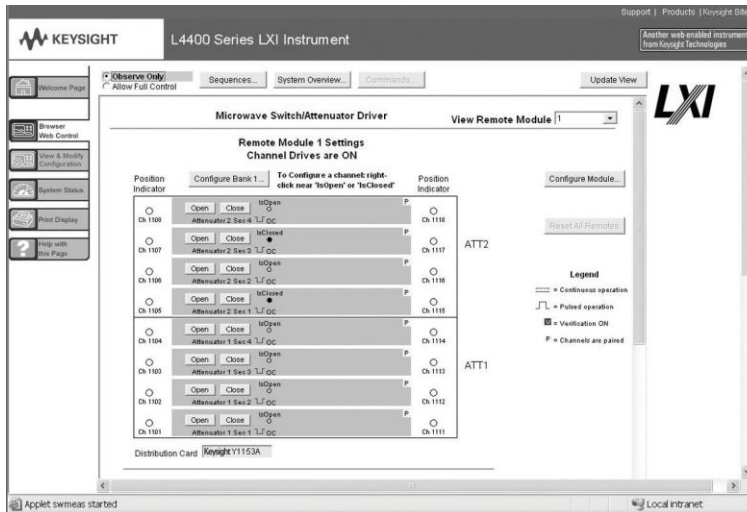 Support | Products | Keysight Site
KEYSIGHT
L4400 Series LXI Instrument
Another web-enabled instrument
from Keysight Technologies
Welcome Page
Browser
Web Control
View & Modify
Configuration
System Status
Print Display
Help with
this Page
Observe Only
Allow Full Control
Sequences...
System Overview...
Commands...
Update View
LXI
Microwave Switch/Attenuator Driver
View Remote Module 1
Remote Module 1 Settings
Channel Drives are ON
Position
Indicator
Configure Bank 1...
To Configure a channel: right-
click near 'IsOpen' or 'IsClosed'
Position
Indicator
Configure Module...
Open Close IsOpen P
Ch 1108 Attenuator 2 Sec 4 OC Ch 1118
Open Close IsClosed P
Ch 1107 Attenuator 2 Sec 3 OC Ch 1117
ATT2
Open Close IsOpen P
Ch 1106 Attenuator 2 Sec 2 OC Ch 1116
Open Close IsClosed P
Ch 1105 Attenuator 2 Sec 1 OC Ch 1115
Open Close IsOpen P
Ch 1104 Attenuator 1 Sec 4 OC Ch 1114
Open Close IsOpen P
Ch 1103 Attenuator 1 Sec 3 OC Ch 1113
ATT1
Open Close IsOpen P
Ch 1102 Attenuator 1 Sec 2 OC Ch 1112
Open Close IsOpen P
Ch 1101 Attenuator 1 Sec 1 OC Ch 1111
Reset All Remotes
Legend
= Continuous operation
= Pulsed operation
V = Verification ON
P = Channels are paired
Distribution Card Keysight Y1153A
Applet swmeas started
Local intranet